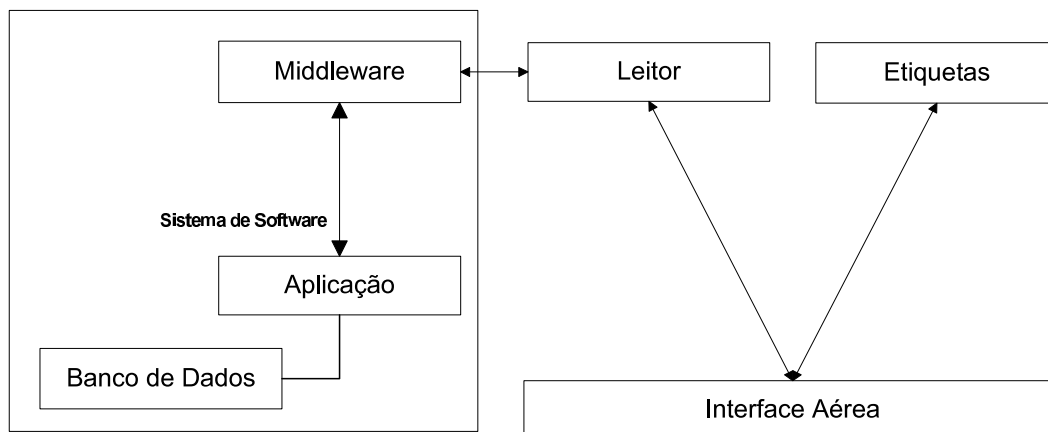 Middleware
Leitor
Etiquetas
Sistema de Software
Aplicação
Banco de Dados
Interface Aérea